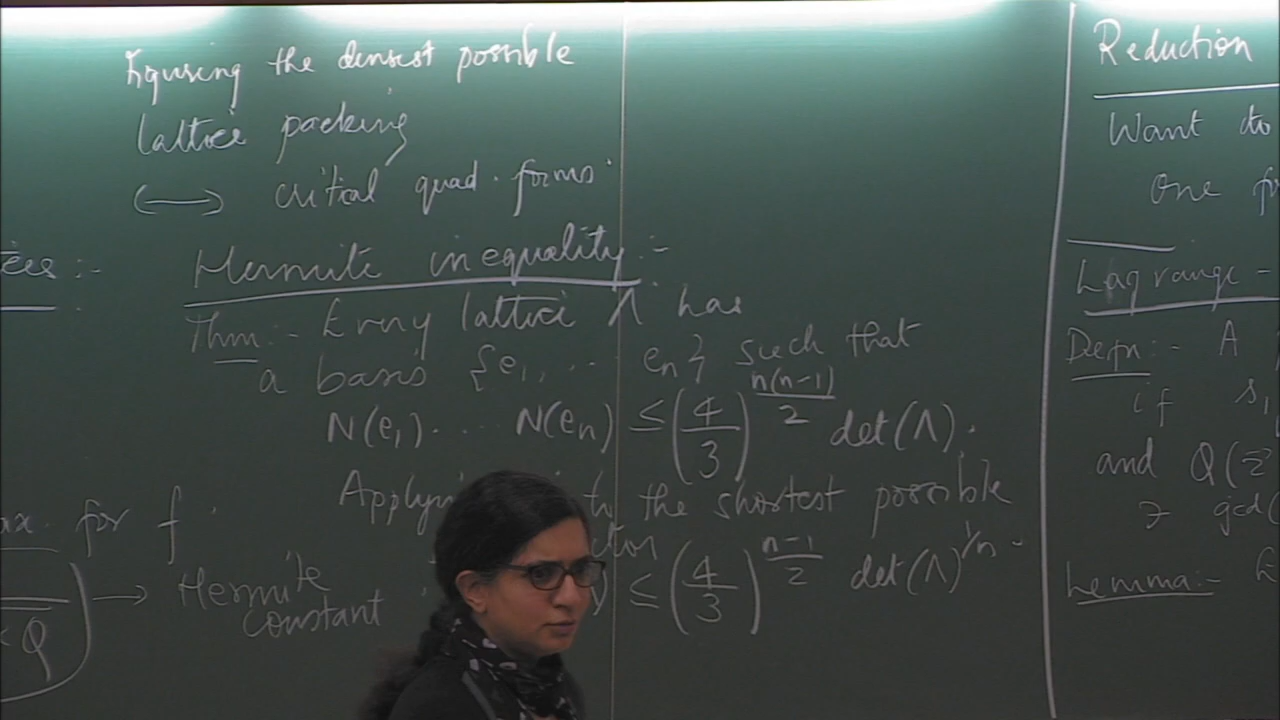 the densest possible
lattice packing
⟷ critical quad. forms.
Hermite inequality:-
Thm:- Every lattice Λ has
a basis {e₁, ... eₙ} such that
N(e₁) .... N(eₙ) ≤ (4/3)^{n(n-1)/2} det(Λ).
the shortest possible
≤ (4/3)^{(n-1)/2} det(Λ)^{1/n}.
for f.
→ Hermite
constant
Q
Reduction
Want to
one
Lagrange -
Defn:- A
if s₁
and Q(
gcd(
Lemma:-